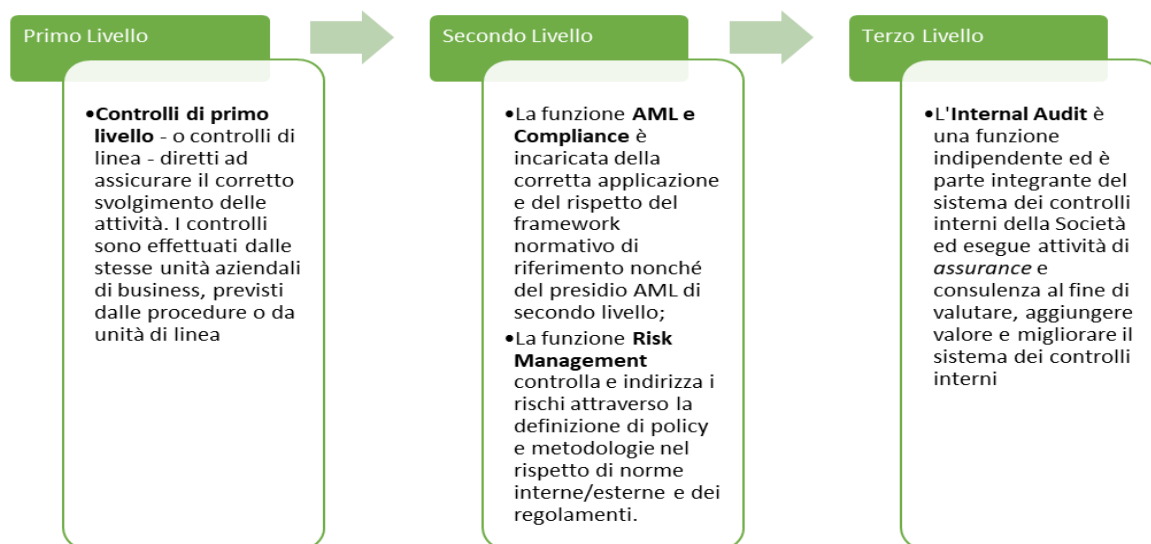 Primo Livello
•Controlli di primo
livello - o controlli di
linea - diretti ad
assicurare il corretto
svolgimento delle
attività. I controlli
sono effettuati dalle
stesse unità aziendali
di business, previsti
dalle procedure o da
unità di linea
Secondo Livello
•La funzione AML e
Compliance è
incaricata della
corretta applicazione
e del rispetto del
framework
normativo di
riferimento nonché
del presidio AML di
secondo livello;
•La funzione Risk
Management
controlla e indirizza i
rischi attraverso la
definizione di policy
e metodologie nel
rispetto di norme
interne/esterne e dei
regolamenti.
Terzo Livello
•L'Internal Audit è
una funzione
indipendente ed è
parte integrante del
sistema dei controlli
interni della Società
ed esegue attività di
assurance e
consulenza al fine di
valutare, aggiungere
valore e migliorare il
sistema dei controlli
interni